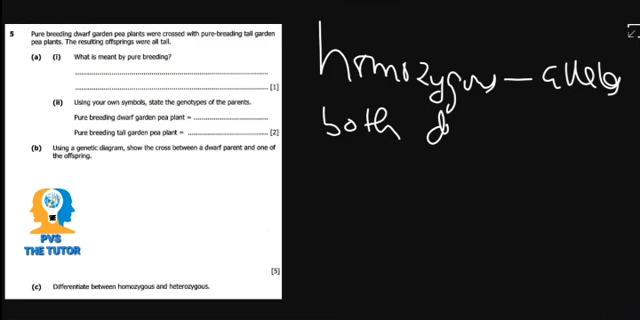 5 Pure breeding dwarf garden pea plants were crossed with pure-breading tall garden
pea plants. The resulting offsprings were all tall.
(a) (i) What is meant by pure breeding?
[1]
(ii) Using your own symbols, state the genotypes of the parents.
Pure breeding dwarf garden pea plant =
Pure breeding tall garden pea plant = [2]
(b) Using a genetic diagram, show the cross between a dwarf parent and one of
the offspring.
PVS
THE TUTOR
[5]
(c) Differentiate between homozygous and heterozygous.
homozygous – alleles
both